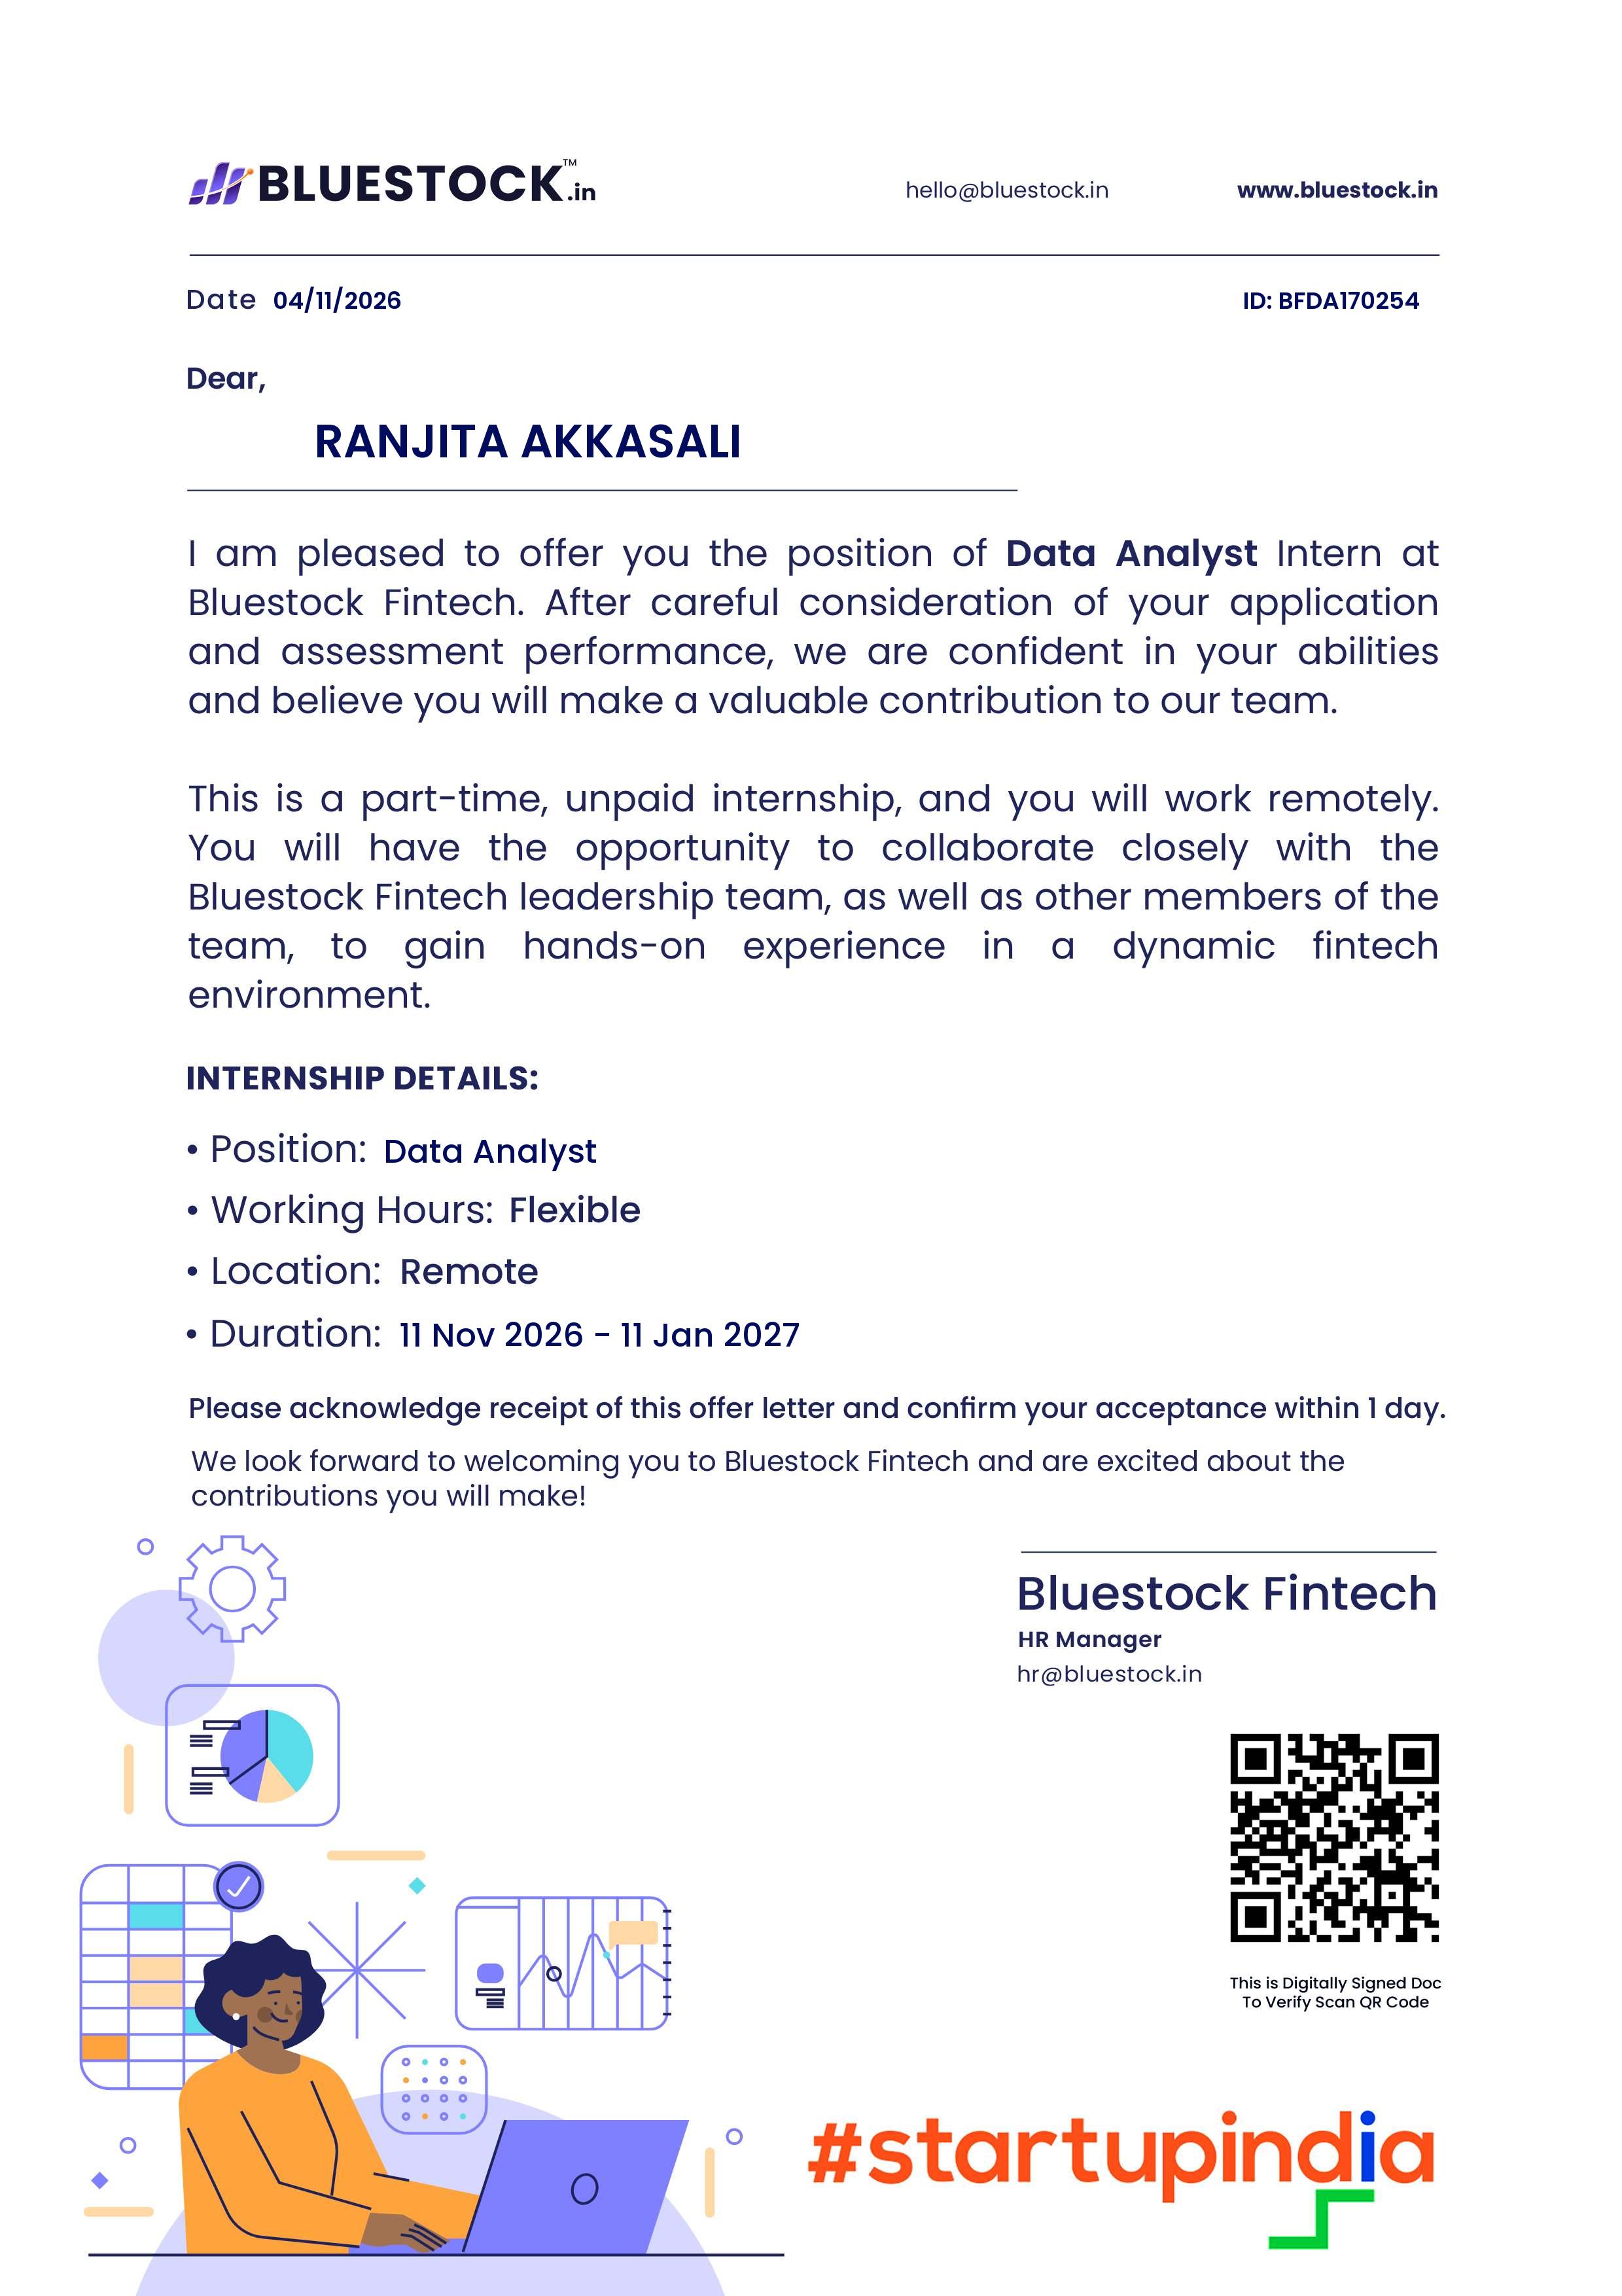 BLUESTOCK.in™
hello@bluestock.in
www.bluestock.in
Date 04/11/2026
ID: BFDA170254
Dear,
RANJITA AKKASALI
I am pleased to offer you the position of Data Analyst Intern at
Bluestock Fintech. After careful consideration of your application
and assessment performance, we are confident in your abilities
and believe you will make a valuable contribution to our team.
This is a part-time, unpaid internship, and you will work remotely.
You will have the opportunity to collaborate closely with the
Bluestock Fintech leadership team, as well as other members of the
team, to gain hands-on experience in a dynamic fintech
environment.
INTERNSHIP DETAILS:
• Position: Data Analyst
• Working Hours: Flexible
• Location: Remote
• Duration: 11 Nov 2026 - 11 Jan 2027
Please acknowledge receipt of this offer letter and confirm your acceptance within 1 day.
We look forward to welcoming you to Bluestock Fintech and are excited about the
contributions you will make!
Bluestock Fintech
HR Manager
hr@bluestock.in
This is Digitally Signed Doc
To Verify Scan QR Code
#startupindia